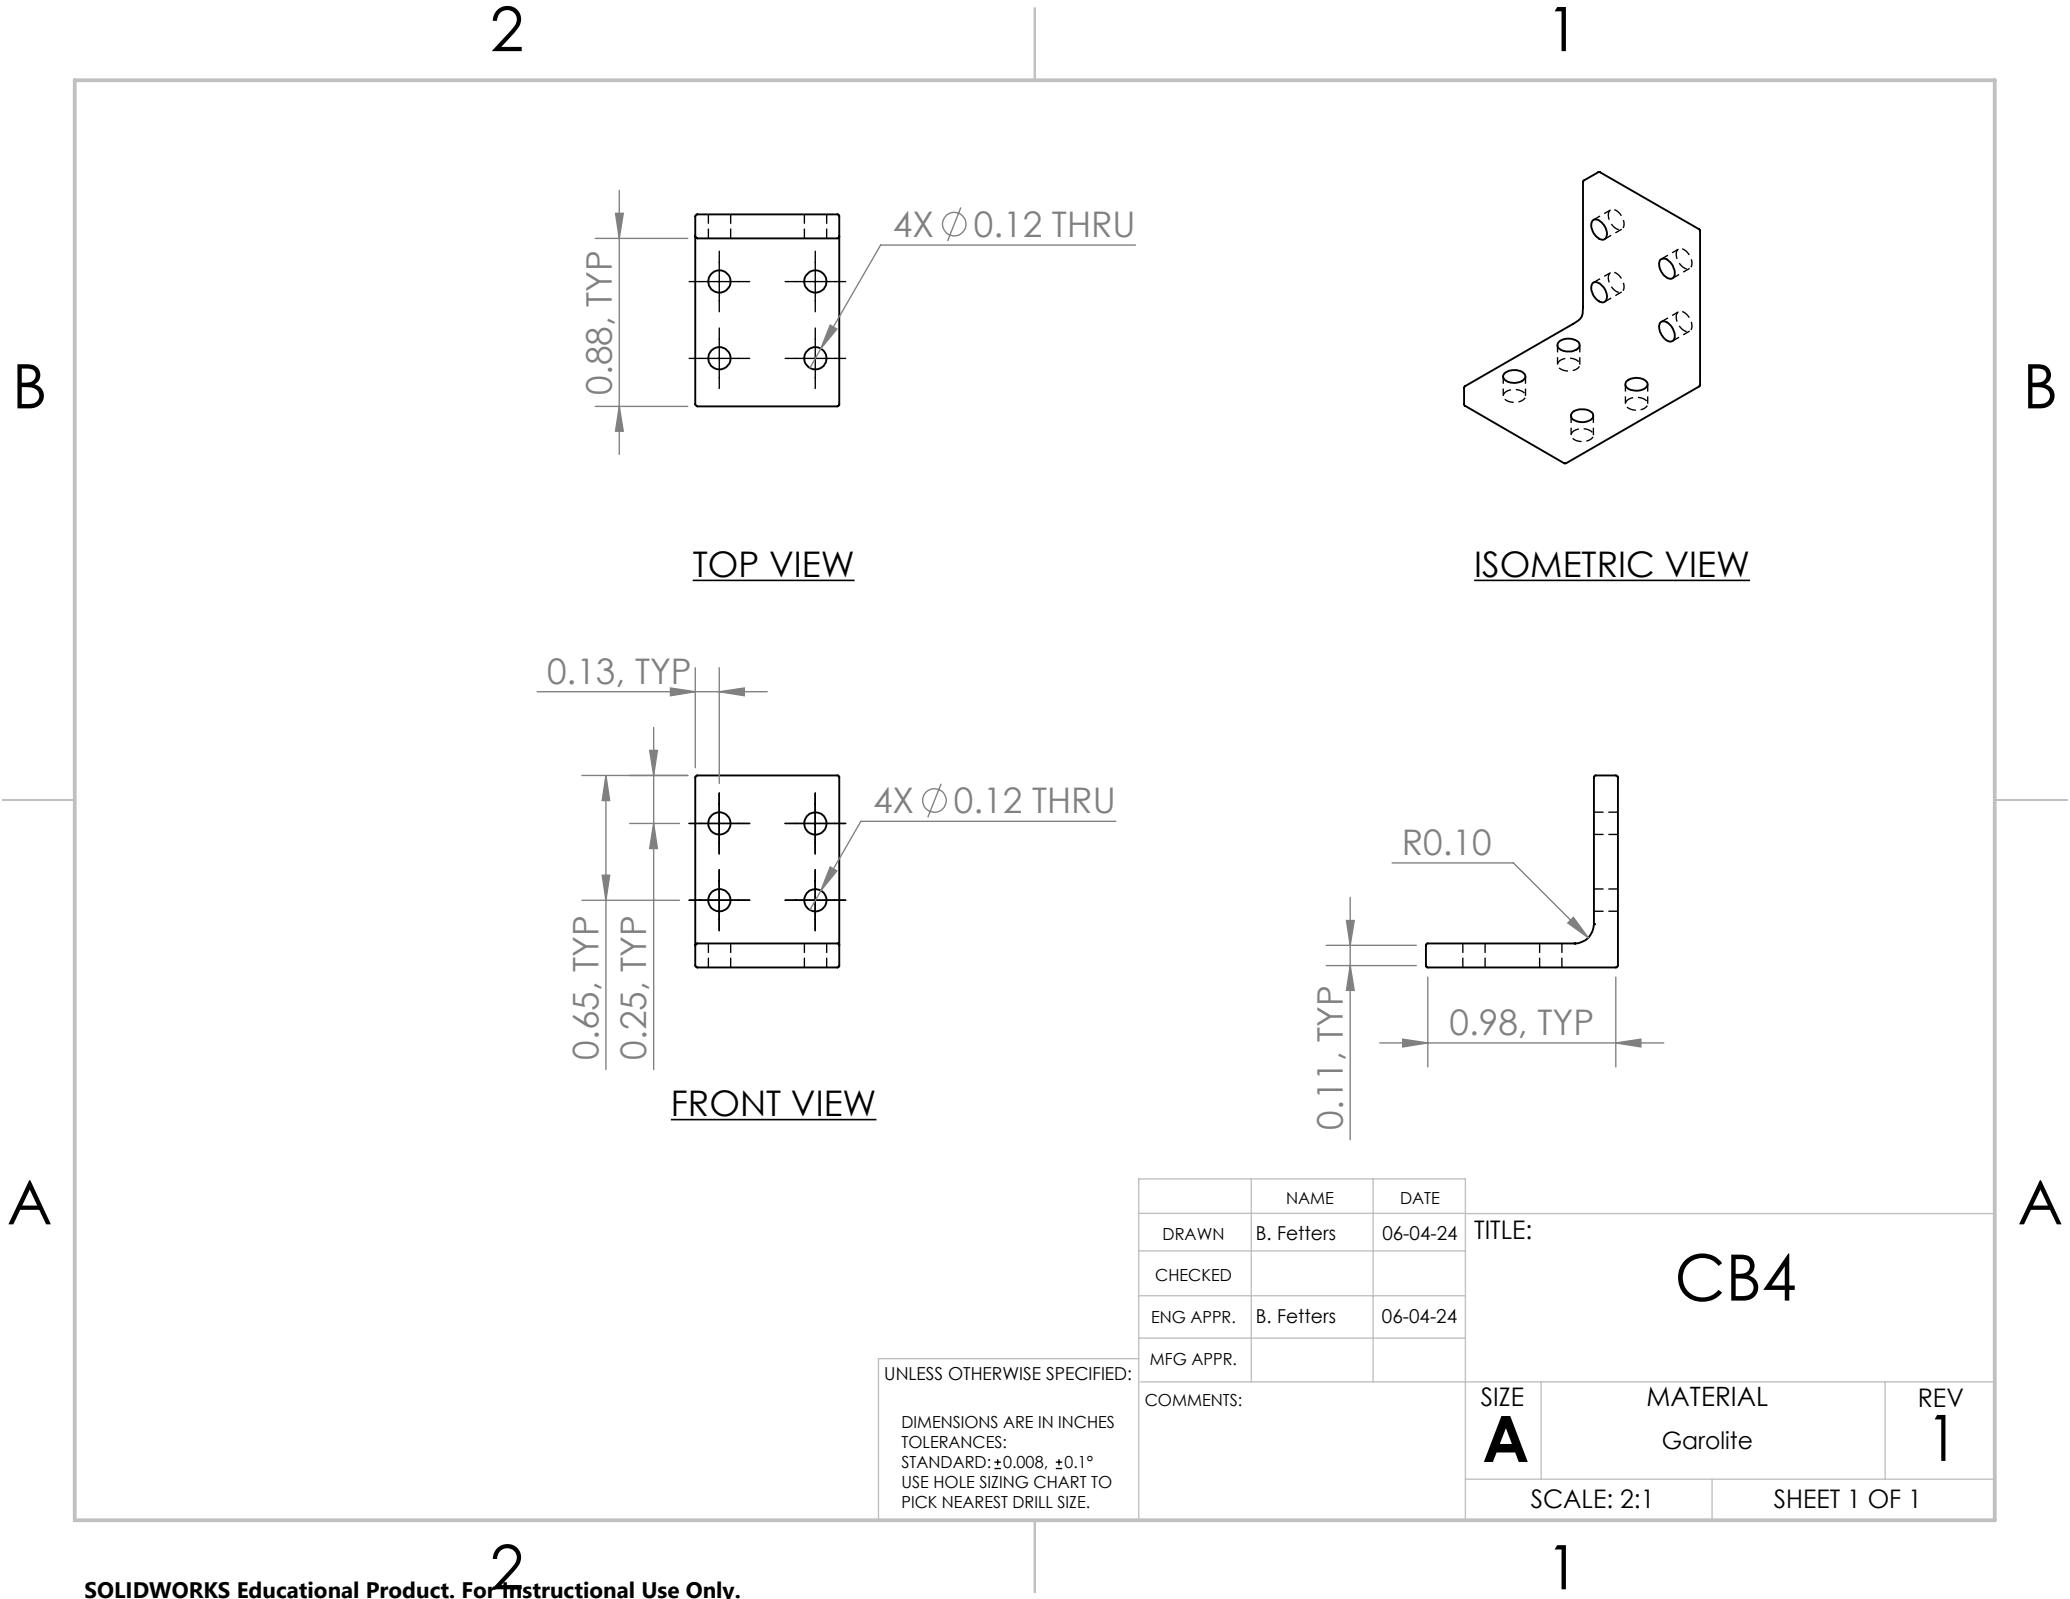 2
1
4X ∅0.12 THRU
0.88, TYP
B
B
TOP VIEW
ISOMETRIC VIEW
0.13, TYP
4X ∅0.12 THRU
R0.10
0.65, TYP
0.25, TYP
0.11, TYP
0.98, TYP
FRONT VIEW
A
A
NAME DATE
DRAWN B. Fetters 06-04-24
CHECKED
ENG APPR. B. Fetters 06-04-24
MFG APPR.
COMMENTS:
TITLE:
CB4
UNLESS OTHERWISE SPECIFIED:
DIMENSIONS ARE IN INCHES
TOLERANCES:
STANDARD:±0.008, ±0.1°
USE HOLE SIZING CHART TO
PICK NEAREST DRILL SIZE.
SIZE
A
MATERIAL
Garolite
REV
1
SCALE: 2:1
SHEET 1 OF 1
2
1
SOLIDWORKS Educational Product. For Instructional Use Only.